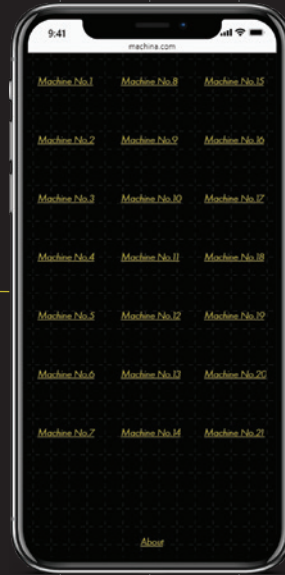 9:41
machina.com
Machine No.1 Machine No.8 Machine No.15
Machine No.2 Machine No.9 Machine No.16
Machine No.3 Machine No.10 Machine No.17
Machine No.4 Machine No.11 Machine No.18
Machine No.5 Machine No.12 Machine No.19
Machine No.6 Machine No.13 Machine No.20
Machine No.7 Machine No.14 Machine No.21
About